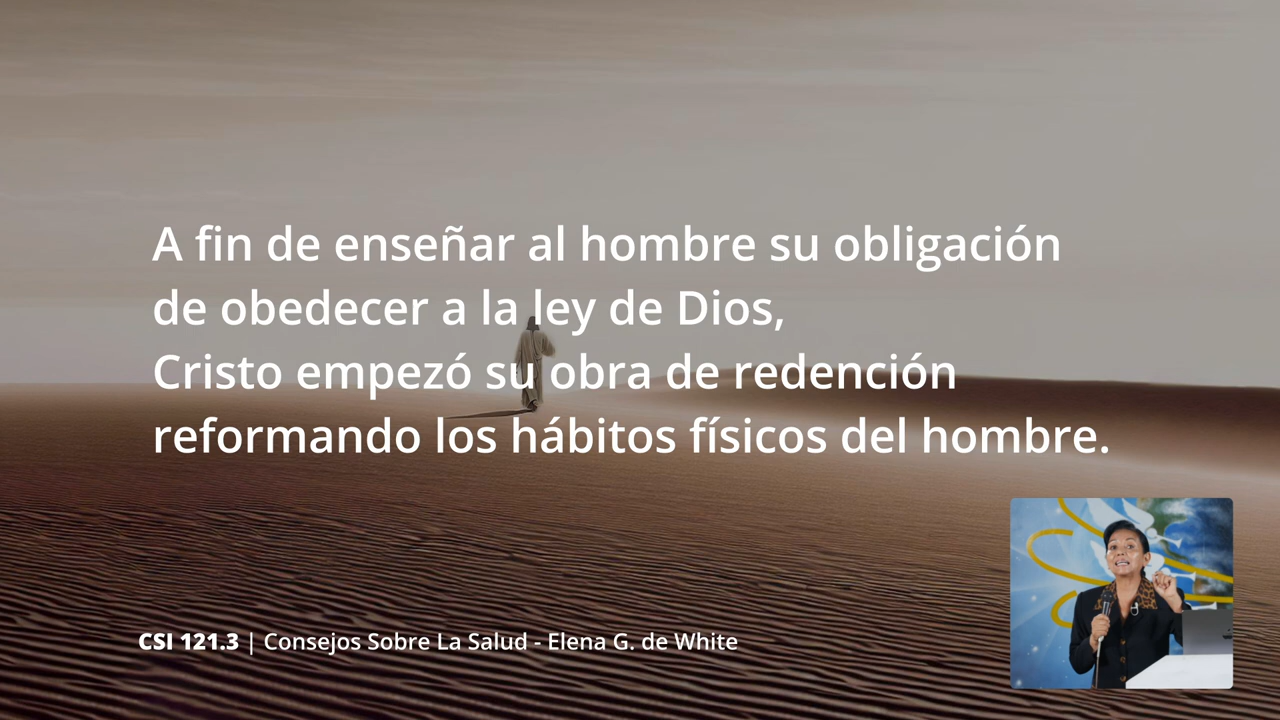 A fin de enseñar al hombre su obligación
de obedecer a la ley de Dios,
Cristo empezó su obra de redención
reformando los hábitos físicos del hombre.
CSI 121.3 | Consejos Sobre La Salud - Elena G. de White